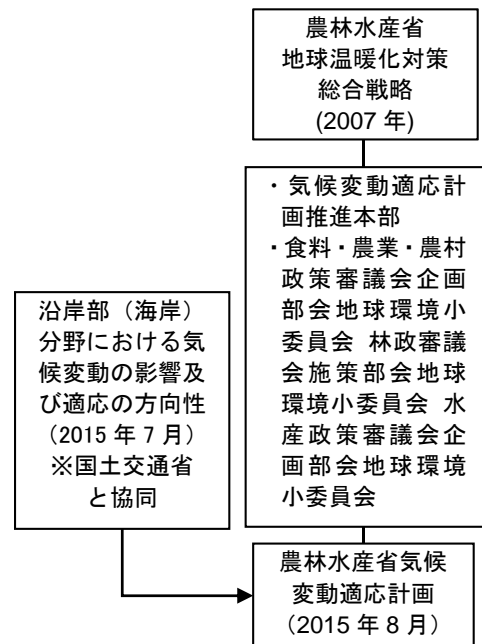 農林水産省
地球温暖化対策
総合戦略
(2007 年)
・気候変動適応計
画推進本部
・食料・農業・農村
政策審議会企画
部会地球環境小
委員会 林政審議
会施策部会地球
環境小委員会 水
産政策審議会企
画部会地球環境
小委員会
沿岸部（海岸）
分野における気
候変動の影響及
び適応の方向性
（2015 年 7 月）
※国土交通省
と協同
農林水産省気候
変動適応計画
（2015 年 8 月）